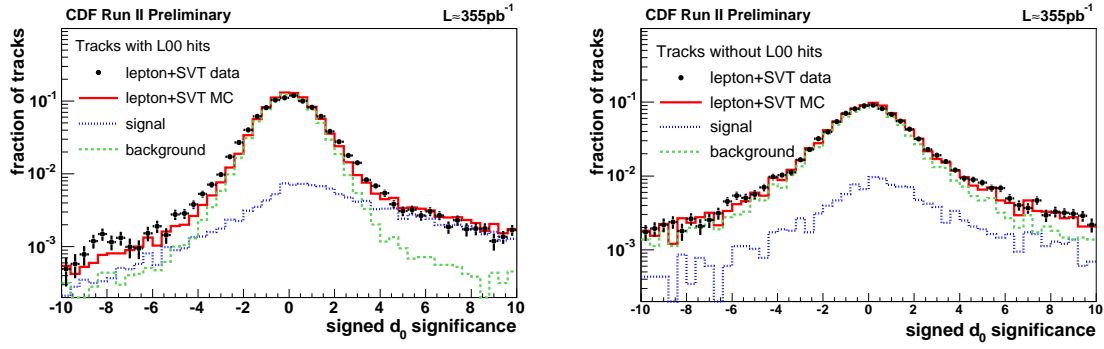 CDF Run II Preliminary L≈355pb⁻¹
fraction of tracks
Tracks with L00 hits
lepton+SVT data
lepton+SVT MC
signal
background
10⁻¹
10⁻²
10⁻³
-10 -8 -6 -4 -2 0 2 4 6 8 10
signed d₀ significance
CDF Run II Preliminary L≈355pb⁻¹
fraction of tracks
Tracks without L00 hits
lepton+SVT data
lepton+SVT MC
signal
background
10⁻¹
10⁻²
10⁻³
-10 -8 -6 -4 -2 0 2 4 6 8 10
signed d₀ significance